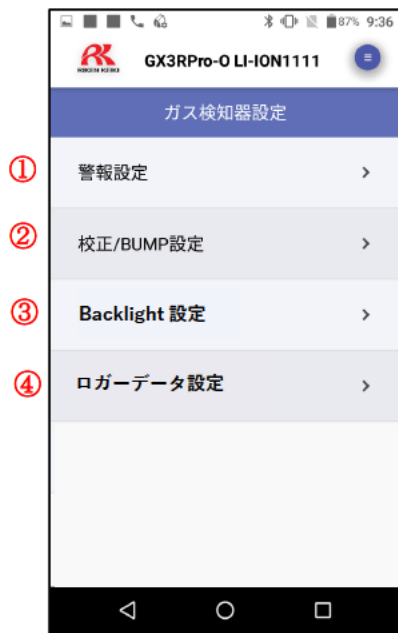 87% 9:36
RIKEN KEIKI
GX3RPro-O LI-ION1111
ガス検知器設定
① 警報設定
② 校正/BUMP設定
③ Backlight 設定
④ ロガーデータ設定